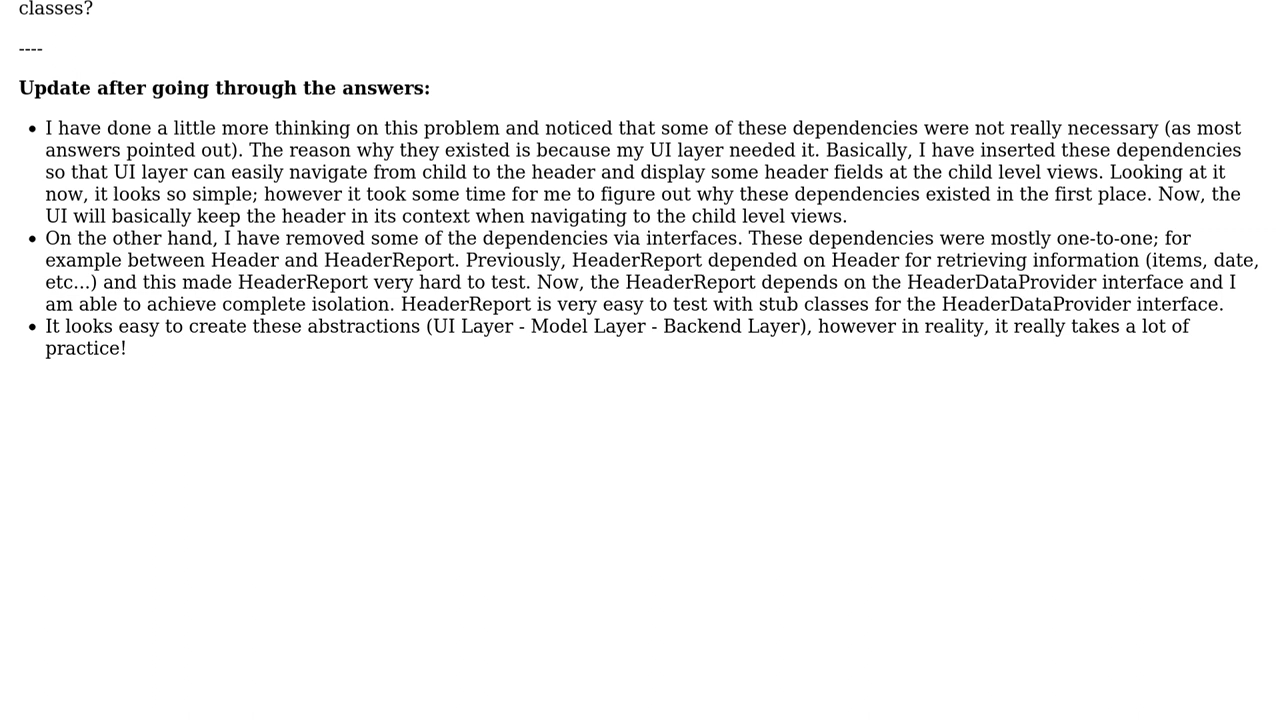 classes?
----
Update after going through the answers:
• I have done a little more thinking on this problem and noticed that some of these dependencies were not really necessary (as most
answers pointed out). The reason why they existed is because my UI layer needed it. Basically, I have inserted these dependencies
so that UI layer can easily navigate from child to the header and display some header fields at the child level views. Looking at it
now, it looks so simple; however it took some time for me to figure out why these dependencies existed in the first place. Now, the
UI will basically keep the header in its context when navigating to the child level views.
• On the other hand, I have removed some of the dependencies via interfaces. These dependencies were mostly one-to-one; for
example between Header and HeaderReport. Previously, HeaderReport depended on Header for retrieving information (items, date,
etc...) and this made HeaderReport very hard to test. Now, the HeaderReport depends on the HeaderDataProvider interface and I
am able to achieve complete isolation. HeaderReport is very easy to test with stub classes for the HeaderDataProvider interface.
• It looks easy to create these abstractions (UI Layer - Model Layer - Backend Layer), however in reality, it really takes a lot of
practice!